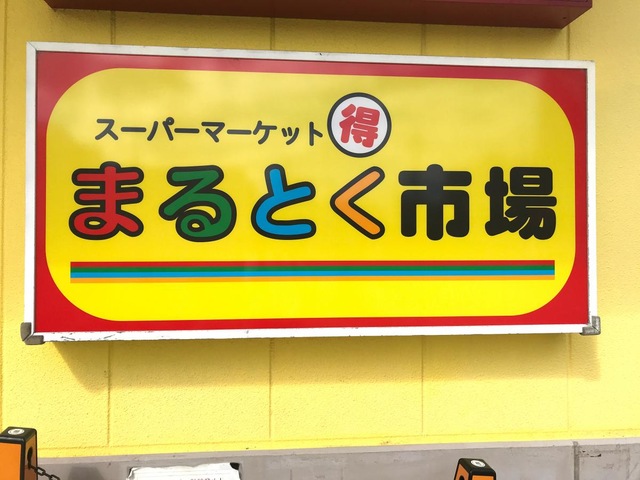 スーパーマーケット 得
まるとく市場